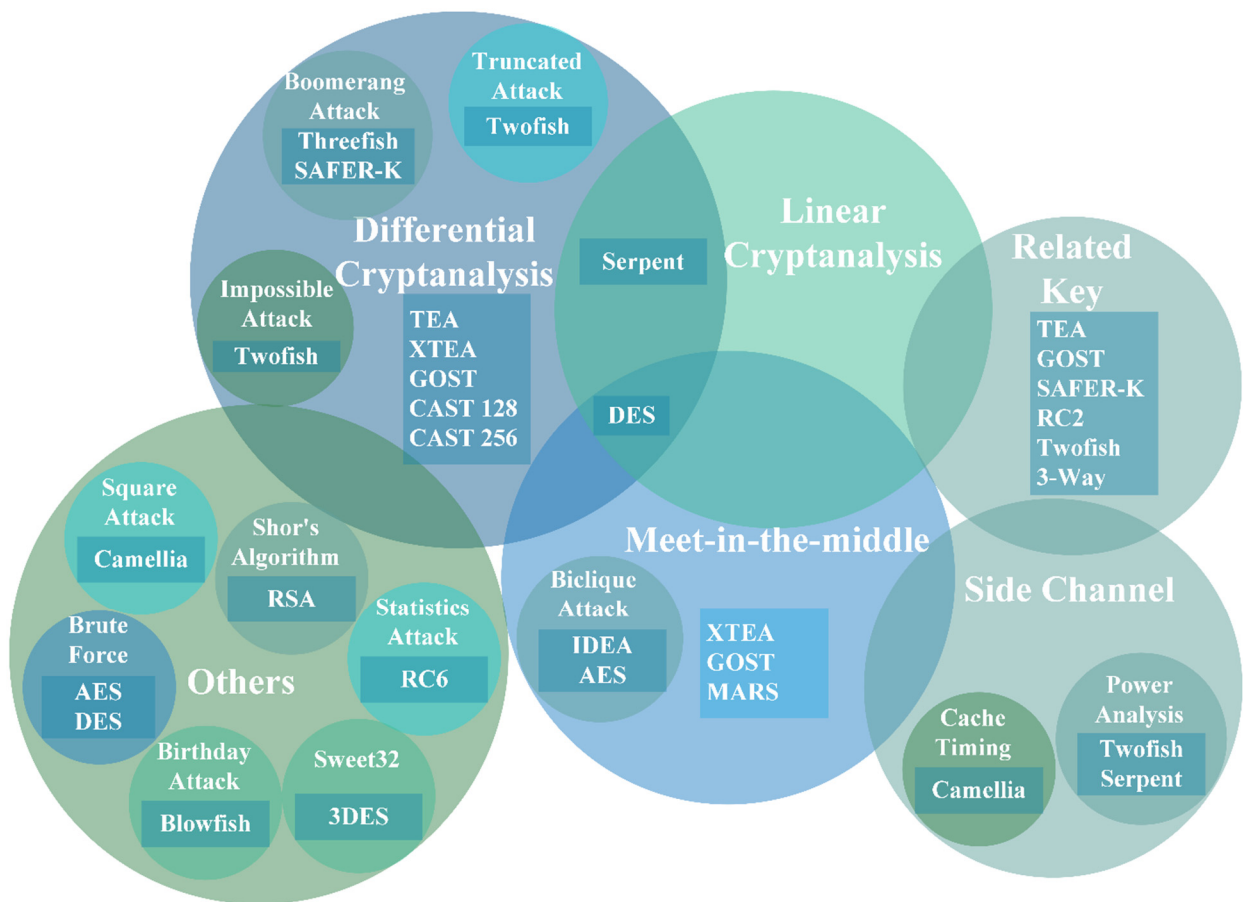 Boomerang
Attack
Threefish
SAFER-K
Truncated
Attack
Twofish
Differential
Cryptanalysis
TEA
XTEA
GOST
CAST 128
CAST 256
Impossible
Attack
Twofish
Serpent
DES
Linear
Cryptanalysis
Related
Key
TEA
GOST
SAFER-K
RC2
Twofish
3-Way
Square
Attack
Camellia
Shor's
Algorithm
RSA
Statistics
Attack
RC6
Brute
Force
AES
DES
Others
Birthday
Attack
Blowfish
Sweet32
3DES
Meet-in-the-middle
Biclique
Attack
IDEA
AES
XTEA
GOST
MARS
Side Channel
Cache
Timing
Camellia
Power
Analysis
Twofish
Serpent